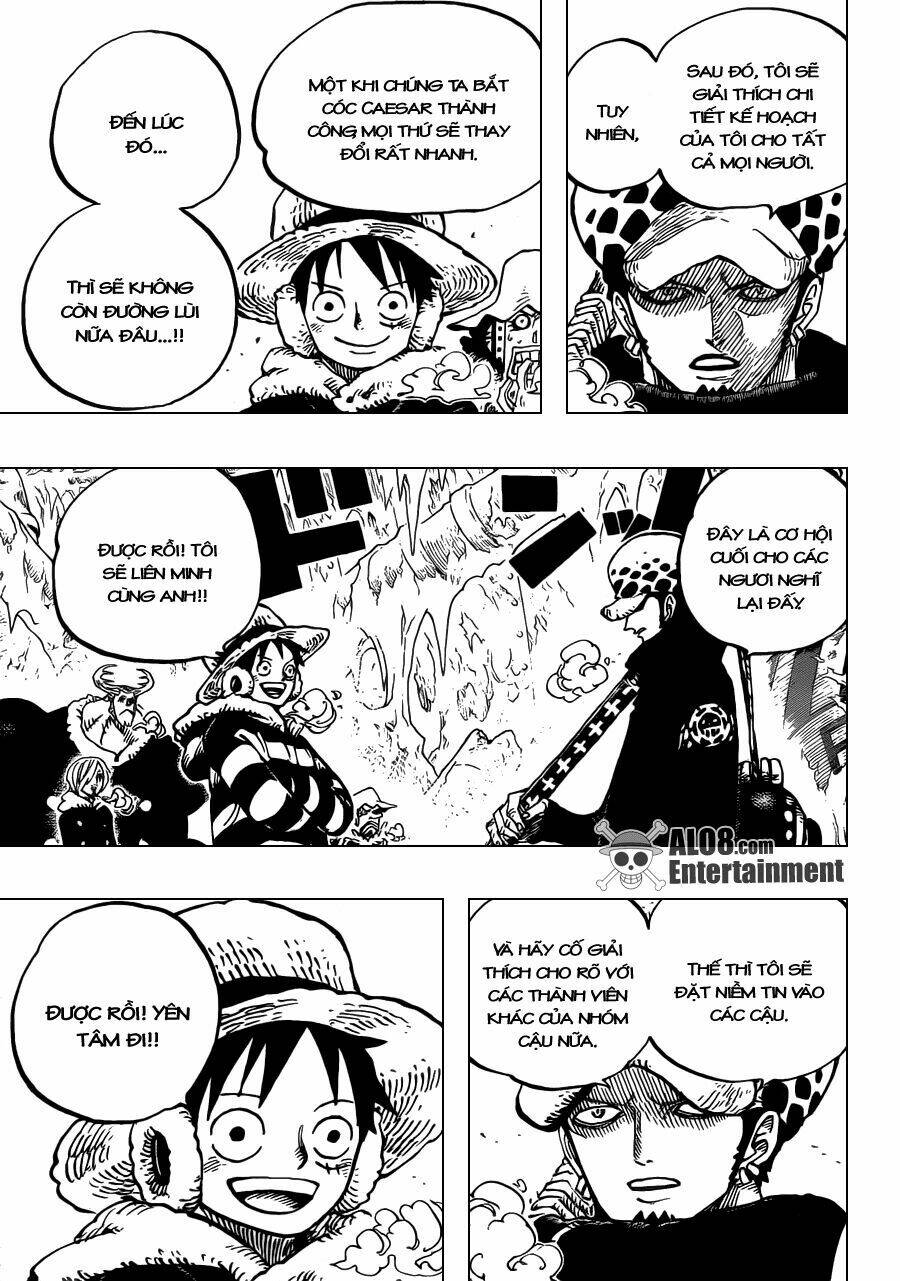 SAU ĐÓ, TÔI SẼ
GIẢI THÍCH CHI
TIẾT KẾ HOẠCH
CỦA TÔI CHO TẤT
CẢ MỌI NGƯỜI.
TUY
NHIÊN,
MỘT KHI CHÚNG TA BẮT
CÓC CAESAR THÀNH
CÔNG, MỌI THỨ SẼ THAY
ĐỔI RẤT NHANH.
ĐẾN LÚC
ĐÓ...
THÌ SẼ KHÔNG
CÒN ĐƯỜNG LÙI
NỮA ĐÂU...!!
ĐÂY LÀ CƠ HỘI
CUỐI CHO CÁC
NGƯƠI NGHĨ
LẠI ĐẤY.
ĐƯỢC RỒI! TÔI
SẼ LIÊN MINH
CÙNG ANH!!
ド
ALO8.com
Entertainment
THẾ THÌ TÔI SẼ
ĐẶT NIỀM TIN VÀO
CÁC CẬU.
VÀ HÃY CỐ GIẢI
THÍCH CHO RÕ VỚI
CÁC THÀNH VIÊN
KHÁC CỦA NHÓM
CẬU NỮA.
ĐƯỢC RỒI! YÊN
TÂM ĐI!!